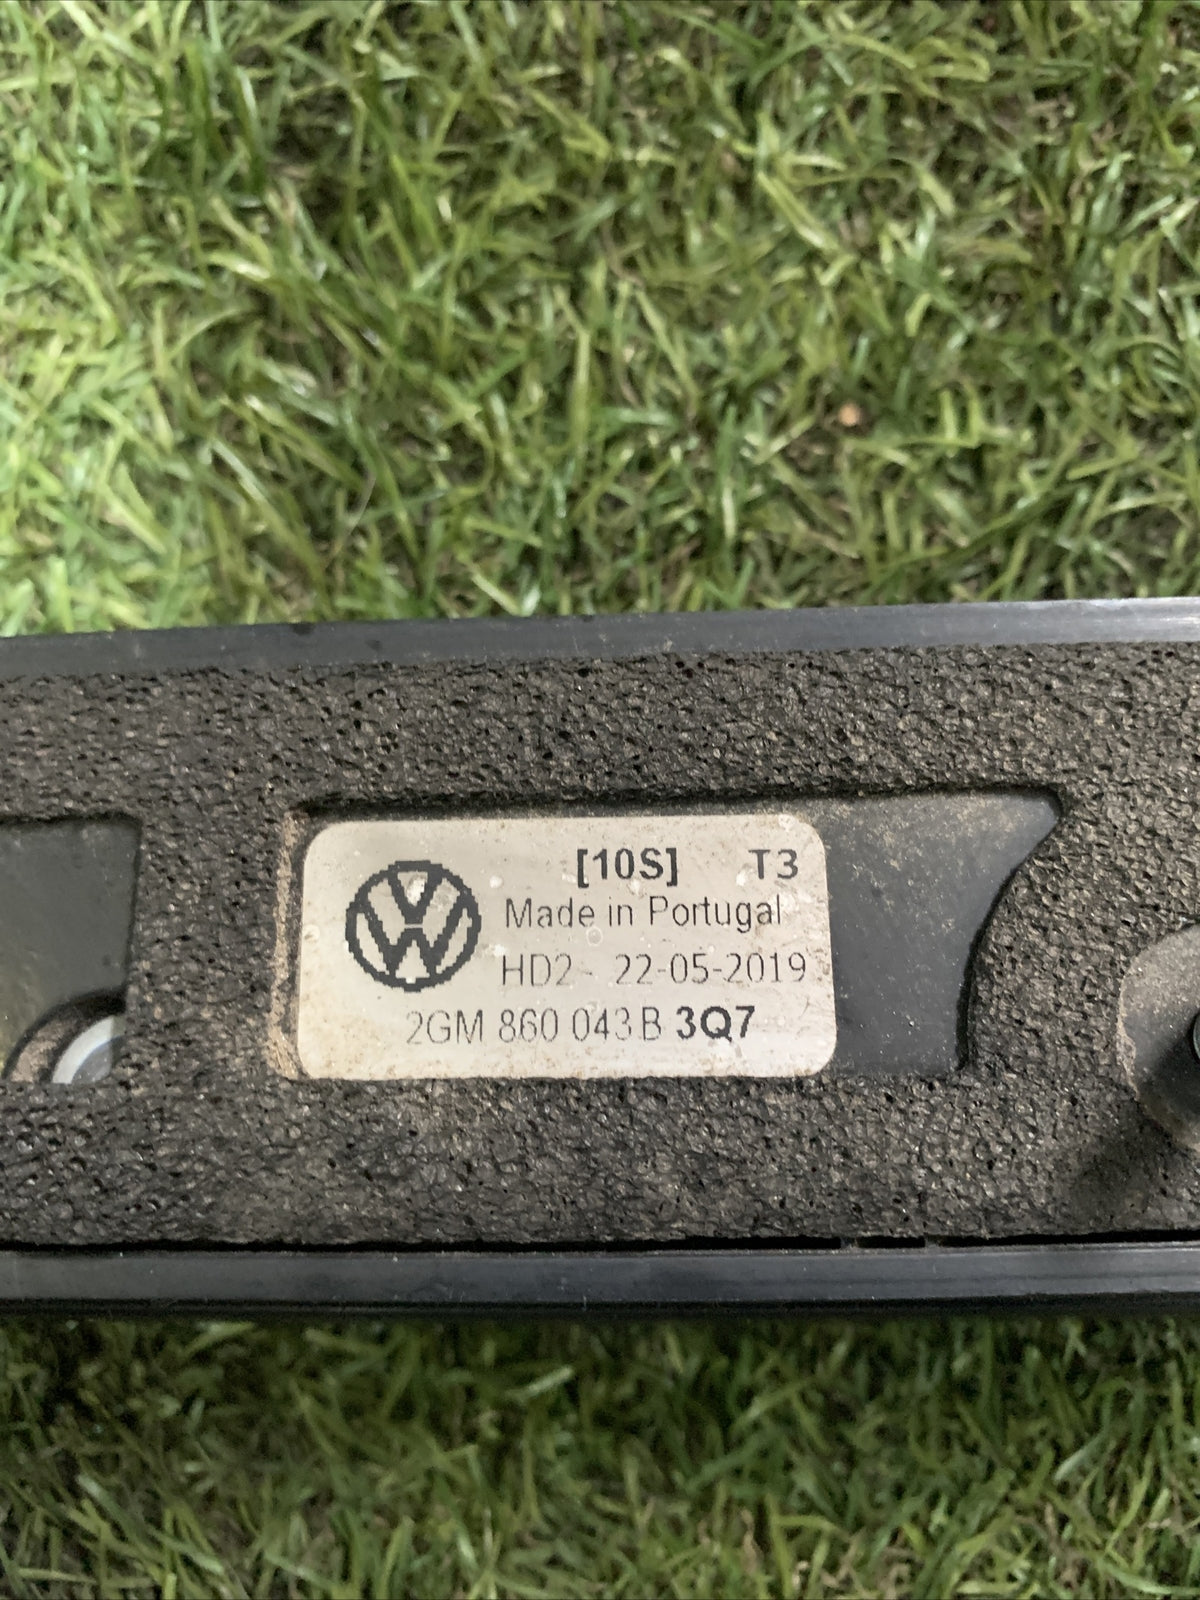 [10S] T3
Made in Portugal
HD2 - 22-05-2019
2GM 860 043 B 3Q7